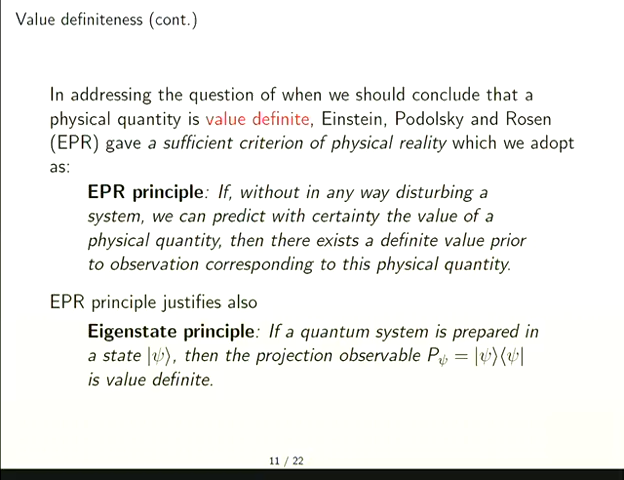 Value definiteness (cont.)
In addressing the question of when we should conclude that a
physical quantity is value definite, Einstein, Podolsky and Rosen
(EPR) gave a sufficient criterion of physical reality which we adopt
as:
EPR principle: If, without in any way disturbing a
system, we can predict with certainty the value of a
physical quantity, then there exists a definite value prior
to observation corresponding to this physical quantity.
EPR principle justifies also
Eigenstate principle: If a quantum system is prepared in
a state |ψ⟩, then the projection observable Pψ = |ψ⟩⟨ψ|
is value definite.
11 / 22